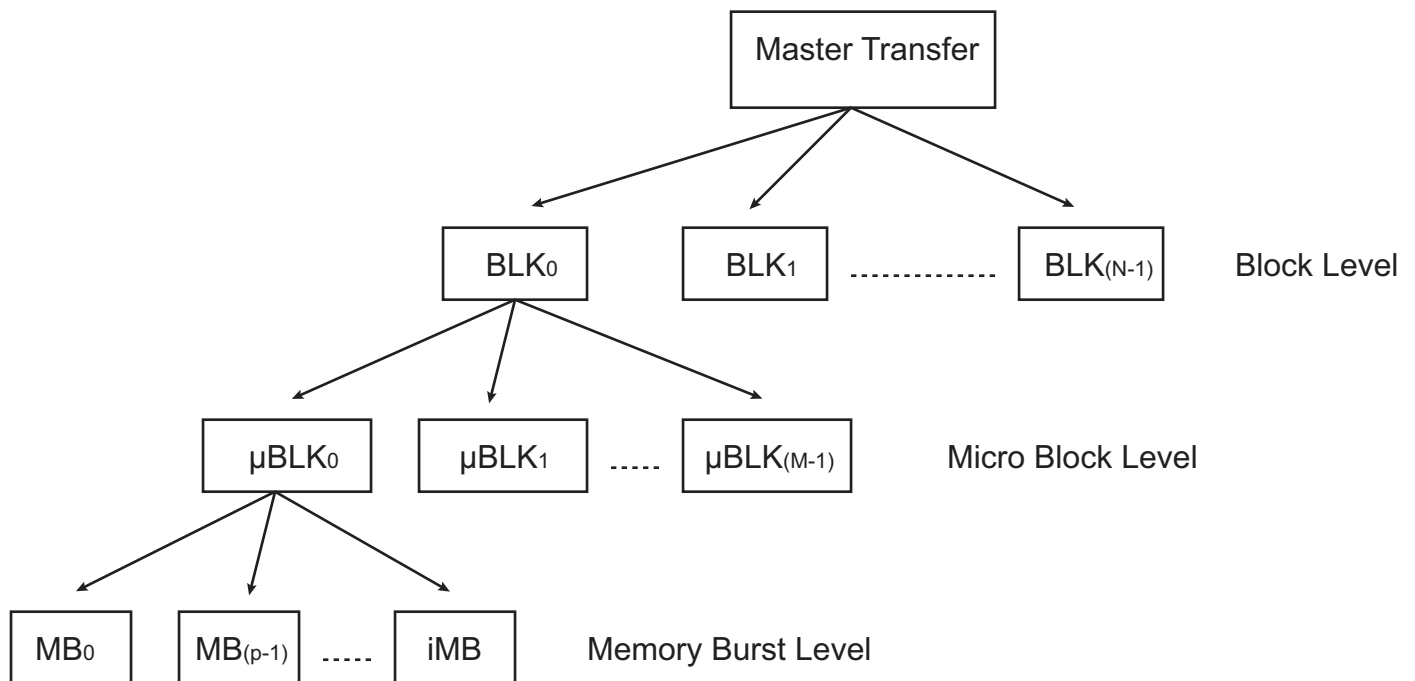 Master Transfer
BLK0 BLK1 BLK(N-1) Block Level
µBLK0 µBLK1 µBLK(M-1) Micro Block Level
MB0 MB(p-1) iMB Memory Burst Level